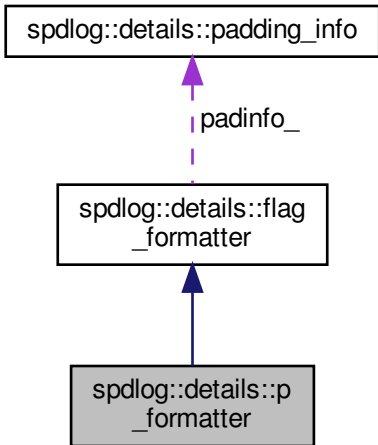 spdlog::details::padding_info
padinfo_
spdlog::details::flag
_formatter
spdlog::details::p
_formatter